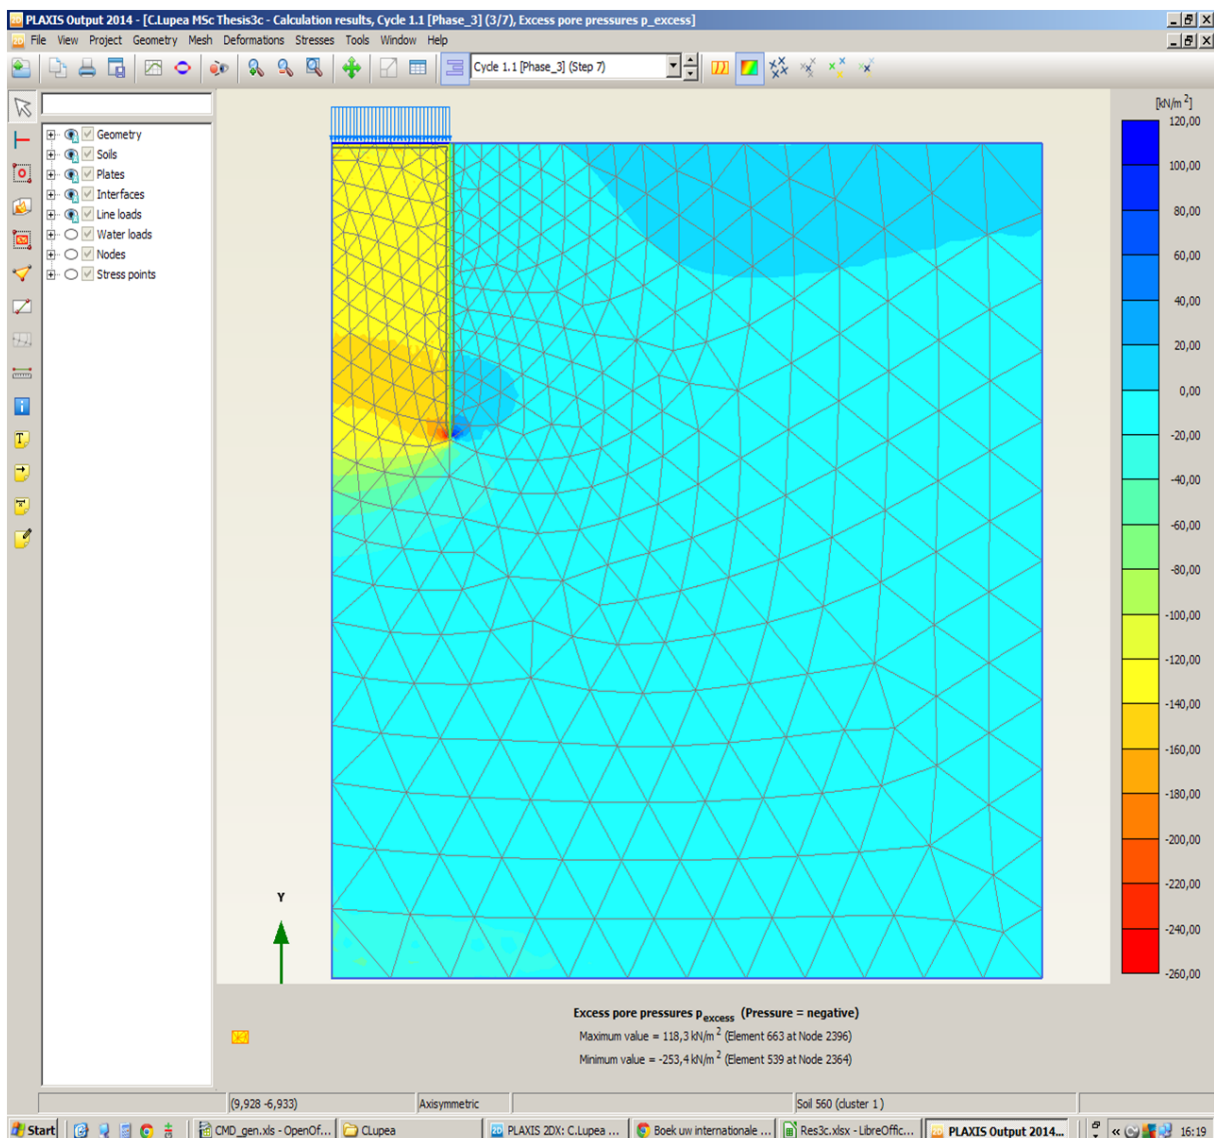 PLAXIS Output 2014 - [C.Lupea MSc Thesis3c - Calculation results, Cycle 1.1 [Phase_3] (3/7), Excess pore pressures p_excess]
File View Project Geometry Mesh Deformations Stresses Tools Window Help
Cycle 1.1 [Phase_3] (Step 7)
Geometry
Soils
Plates
Interfaces
Line loads
Water loads
Nodes
Stress points
[kN/m 2]
120,00
100,00
80,00
60,00
40,00
20,00
0,00
-20,00
-40,00
-60,00
-80,00
-100,00
-120,00
-140,00
-160,00
-180,00
-200,00
-220,00
-240,00
-260,00
Y
Excess pore pressures pexcess (Pressure = negative)
Maximum value = 118,3 kN/m 2 (Element 663 at Node 2396)
Minimum value = -253,4 kN/m 2 (Element 539 at Node 2364)
(9,928 -6,933) Axisymmetric Soil 560 (cluster 1)
Start CMD_gen.xls - OpenOf... CLupea PLAXIS 2DX: C.Lupea ... Boek uw internationale ... Res3c.xlsx - LibreOffic... PLAXIS Output 2014... « 16:19